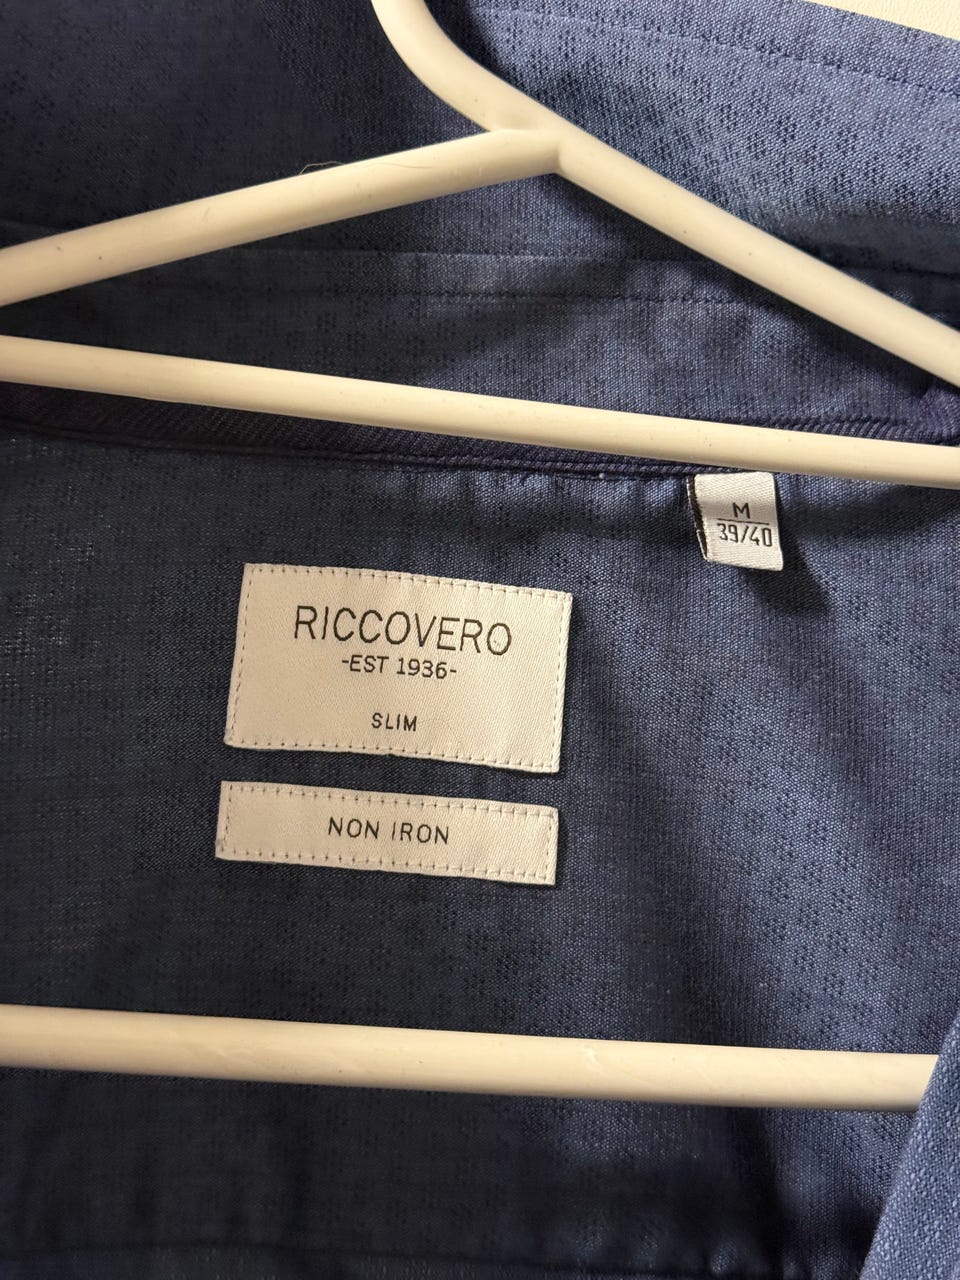 M
39/40
RICCOVERO
-EST 1936-
SLIM
NON IRON